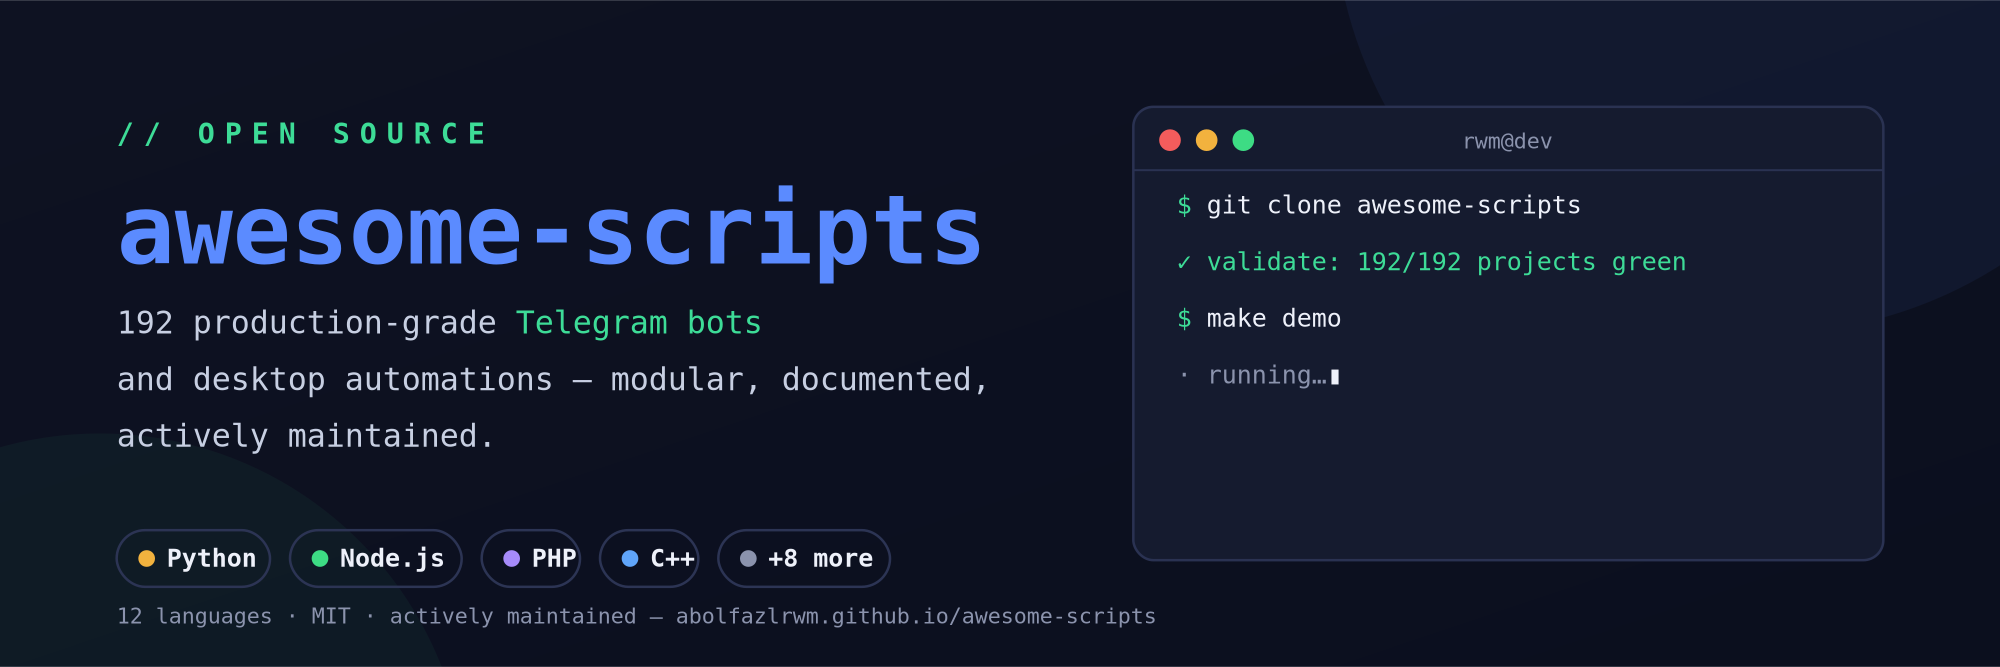 // OPEN SOURCE
awesome-scripts
192 production-grade Telegram bots
and desktop automations — modular, documented,
actively maintained.
Python
Node.js
PHP
C++
+8 more
12 languages · MIT · actively maintained — abolfazlrwm.github.io/awesome-scripts
rwm@dev
$ git clone awesome-scripts
✓ validate: 192/192 projects green
$ make demo
· running…▮